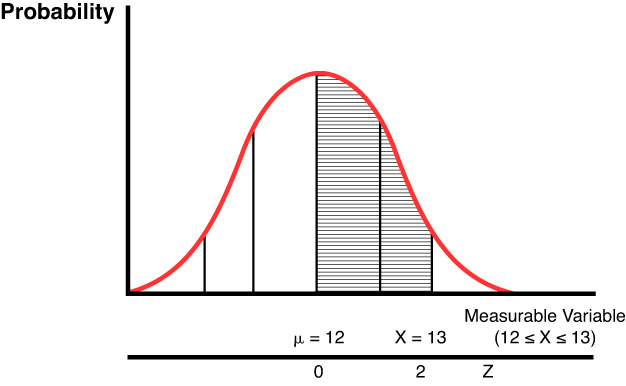 Probability
Measurable Variable
μ = 12 X = 13 (12 ≤ X ≤ 13)
0 2 Z